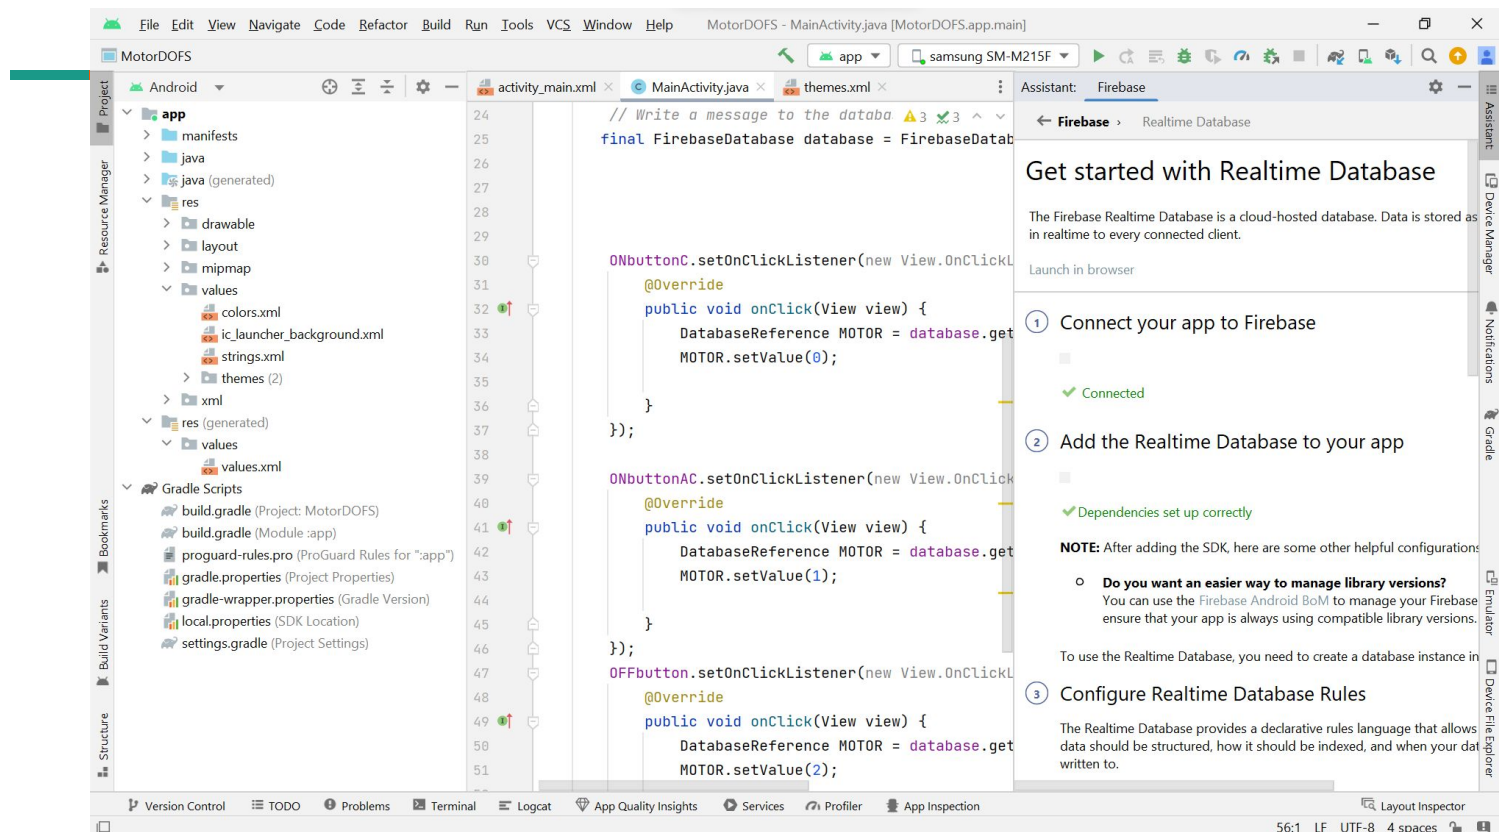 File Edit View Navigate Code Refactor Build Run Tools VCS Window Help MotorDOFS - MainActivity.java [MotorDOFS.app.main]
MotorDOFS app samsung SM-M215F
Project
Resource Manager
Bookmarks
Build Variants
Structure
Android
app
manifests
java
java (generated)
res
drawable
layout
mipmap
values
colors.xml
ic_launcher_background.xml
strings.xml
themes (2)
xml
res (generated)
values
values.xml
Gradle Scripts
build.gradle (Project: MotorDOFS)
build.gradle (Module :app)
proguard-rules.pro (ProGuard Rules for ":app")
gradle.properties (Project Properties)
gradle-wrapper.properties (Gradle Version)
local.properties (SDK Location)
settings.gradle (Project Settings)
activity_main.xml MainActivity.java themes.xml
24 // Write a message to the databa 3 3
25 final FirebaseDatabase database = FirebaseDatab
26
27
28
29
30 ONbuttonC.setOnClickListener(new View.OnClickL
31 @Override
32 public void onClick(View view) {
33 DatabaseReference MOTOR = database.get
34 MOTOR.setValue(0);
35
36 }
37 });
38
39 ONbuttonAC.setOnClickListener(new View.OnClick
40 @Override
41 public void onClick(View view) {
42 DatabaseReference MOTOR = database.get
43 MOTOR.setValue(1);
44
45 }
46 });
47 OFFbutton.setOnClickListener(new View.OnClickL
48 @Override
49 public void onClick(View view) {
50 DatabaseReference MOTOR = database.get
51 MOTOR.setValue(2);
Assistant: Firebase
Firebase › Realtime Database
Get started with Realtime Database
The Firebase Realtime Database is a cloud-hosted database. Data is stored as
in realtime to every connected client.
Launch in browser
1 Connect your app to Firebase
Connected
2 Add the Realtime Database to your app
Dependencies set up correctly
NOTE: After adding the SDK, here are some other helpful configurations
Do you want an easier way to manage library versions?
You can use the Firebase Android BoM to manage your Firebase
ensure that your app is always using compatible library versions.
To use the Realtime Database, you need to create a database instance in
3 Configure Realtime Database Rules
The Realtime Database provides a declarative rules language that allows
data should be structured, how it should be indexed, and when your dat
written to.
Assistant
Device Manager
Notifications
Gradle
Emulator
Device File Explorer
Version Control TODO Problems Terminal Logcat App Quality Insights Services Profiler App Inspection Layout Inspector
56:1 LF UTF-8 4 spaces